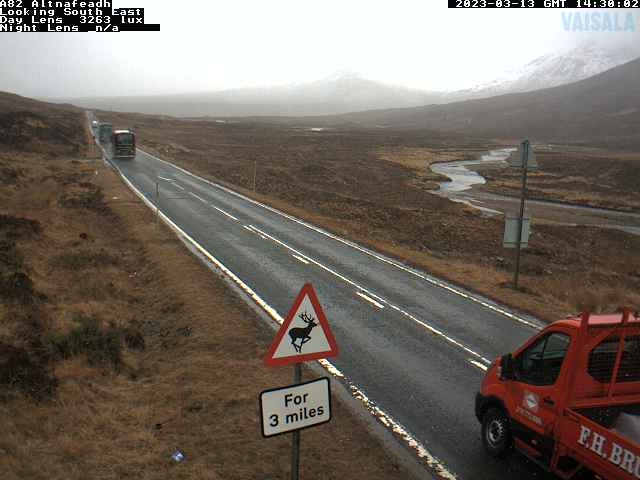 A82 Altnafeadh
Looking South East
Day Lens 3263 lux
Night Lens n/a
2023-03-13 GMT 14:30:02
VAISALA
For
3 miles
F.H. BRU